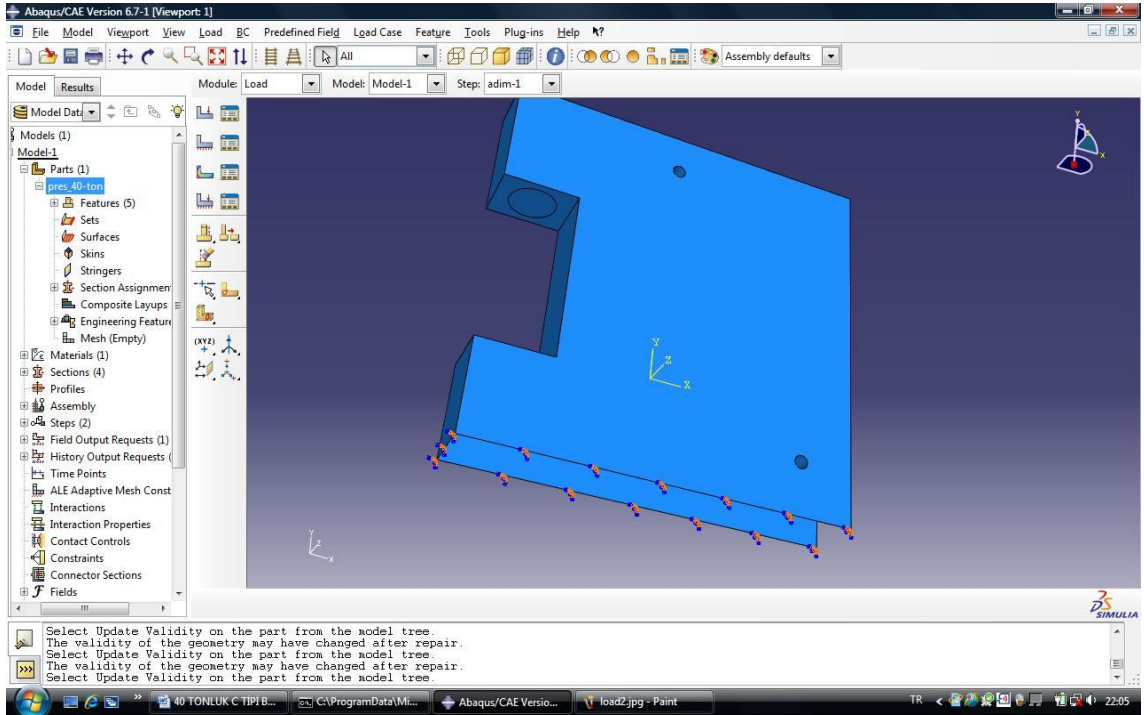 Abaqus/CAE Version 6.7-1 [Viewport: 1]
File Model Viewport View Load BC Predefined Field Load Case Feature Tools Plug-ins Help
All Assembly defaults
Model Results Module: Load Model: Model-1 Step: adim-1
Model Data
Models (1)
Model-1
Parts (1)
pres_40-ton
Features (5)
Sets
Surfaces
Skins
Stringers
Section Assignmen
Composite Layups
Engineering Feature
Mesh (Empty)
Materials (1)
Sections (4)
Profiles
Assembly
Steps (2)
Field Output Requests (1)
History Output Requests (
Time Points
ALE Adaptive Mesh Const
Interactions
Interaction Properties
Contact Controls
Constraints
Connector Sections
Fields
(XYZ)
Y
X
Y
Z
X
Y
Z
X
SIMULIA
Select Update Validity on the part from the model tree.
The validity of the geometry may have changed after repair.
Select Update Validity on the part from the model tree.
The validity of the geometry may have changed after repair.
Select Update Validity on the part from the model tree.
40 TONLUK C TİPİ B... C:\ProgramData\Mi... Abaqus/CAE Versio... load2.jpg - Paint TR 22:05